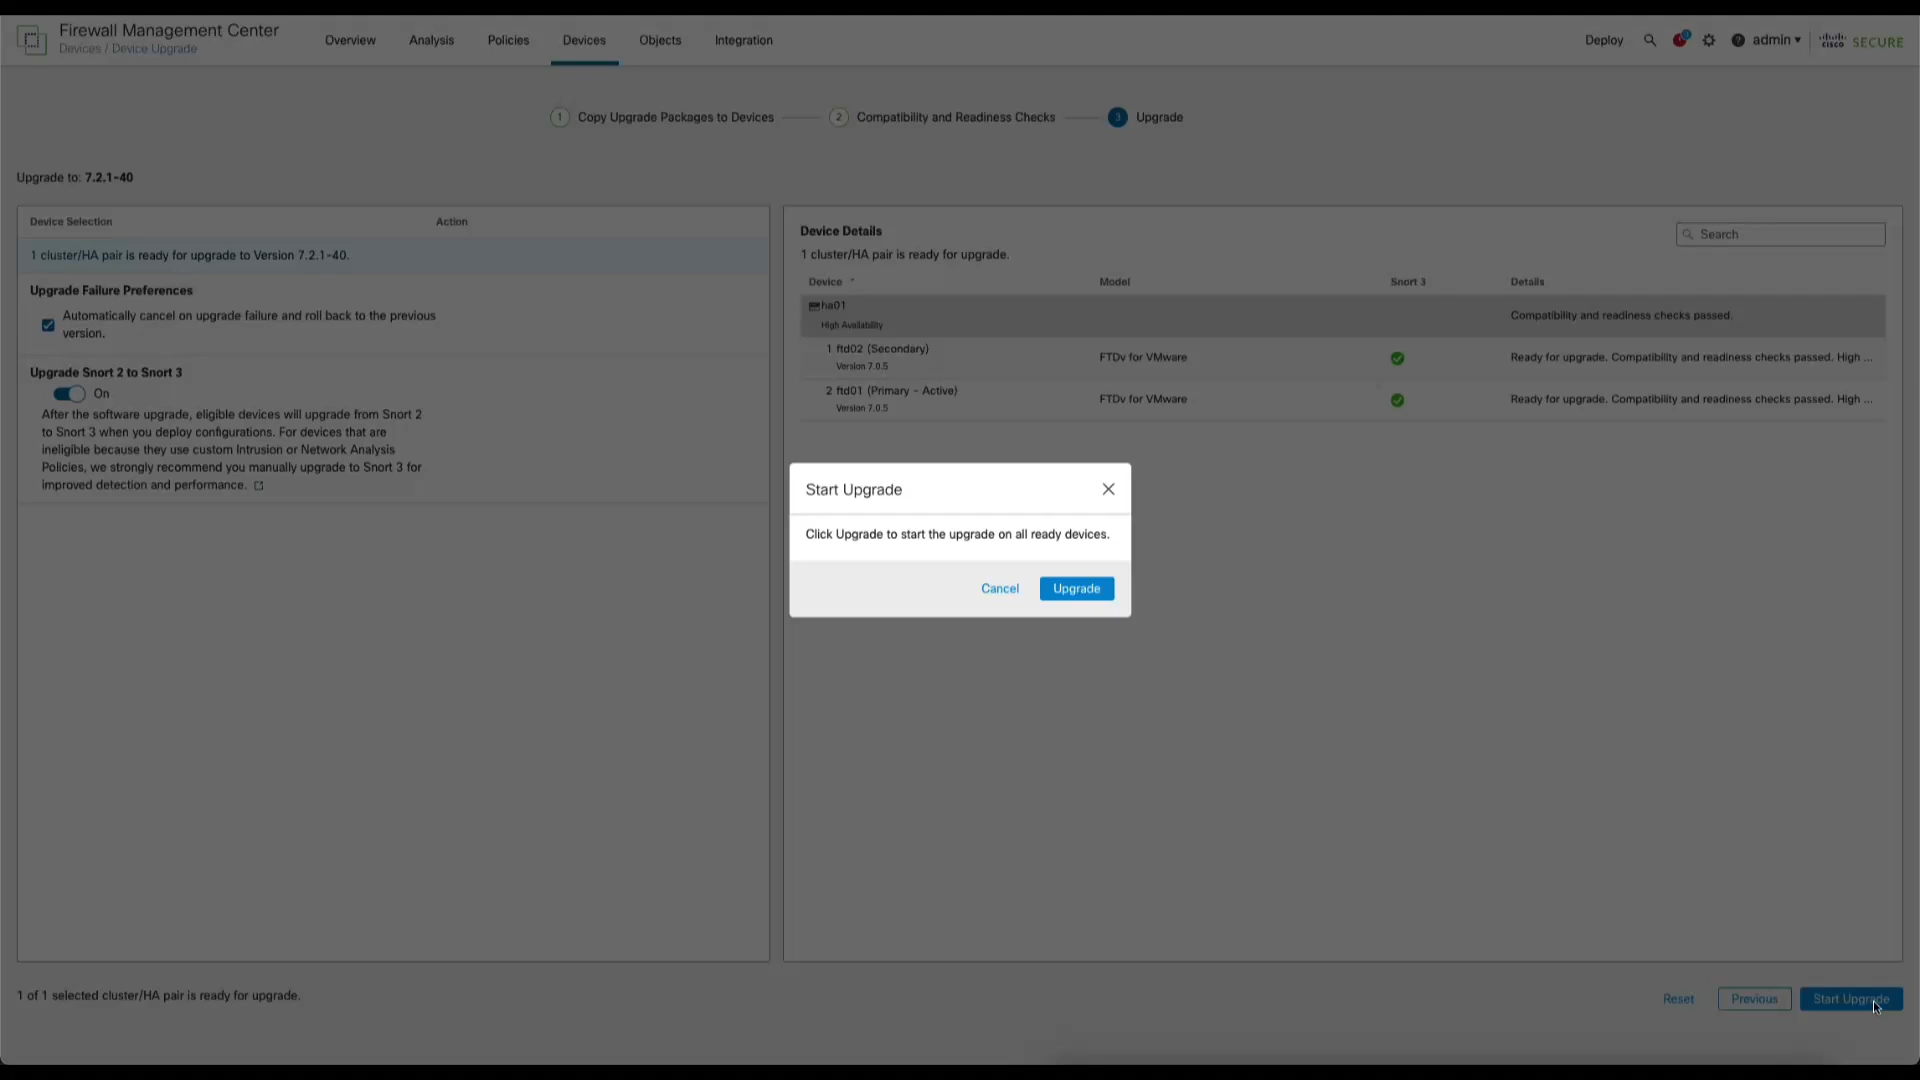 Firewall Management Center
Devices / Device Upgrade
Overview
Analysis
Policies
Devices
Objects
Integration
Deploy
admin
cisco SECURE
1 Copy Upgrade Packages to Devices
2 Compatibility and Readiness Checks
3 Upgrade
Upgrade to: 7.2.1-40
Device Selection
Action
1 cluster/HA pair is ready for upgrade to Version 7.2.1-40.
Upgrade Failure Preferences
Automatically cancel on upgrade failure and roll back to the previous
version.
Upgrade Snort 2 to Snort 3
On
After the software upgrade, eligible devices will upgrade from Snort 2
to Snort 3 when you deploy configurations. For devices that are
ineligible because they use custom Intrusion or Network Analysis
Policies, we strongly recommend you manually upgrade to Snort 3 for
improved detection and performance.
Device Details
Search
1 cluster/HA pair is ready for upgrade.
Device
Model
Snort 3
Details
ha01
High Availability
Compatibility and readiness checks passed.
1 ftd02 (Secondary)
Version 7.0.5
FTDv for VMware
Ready for upgrade. Compatibility and readiness checks passed. High ...
2 ftd01 (Primary - Active)
Version 7.0.5
FTDv for VMware
Ready for upgrade. Compatibility and readiness checks passed. High ...
Start Upgrade
Click Upgrade to start the upgrade on all ready devices.
Cancel
Upgrade
1 of 1 selected cluster/HA pair is ready for upgrade.
Reset
Previous
Start Upgrade